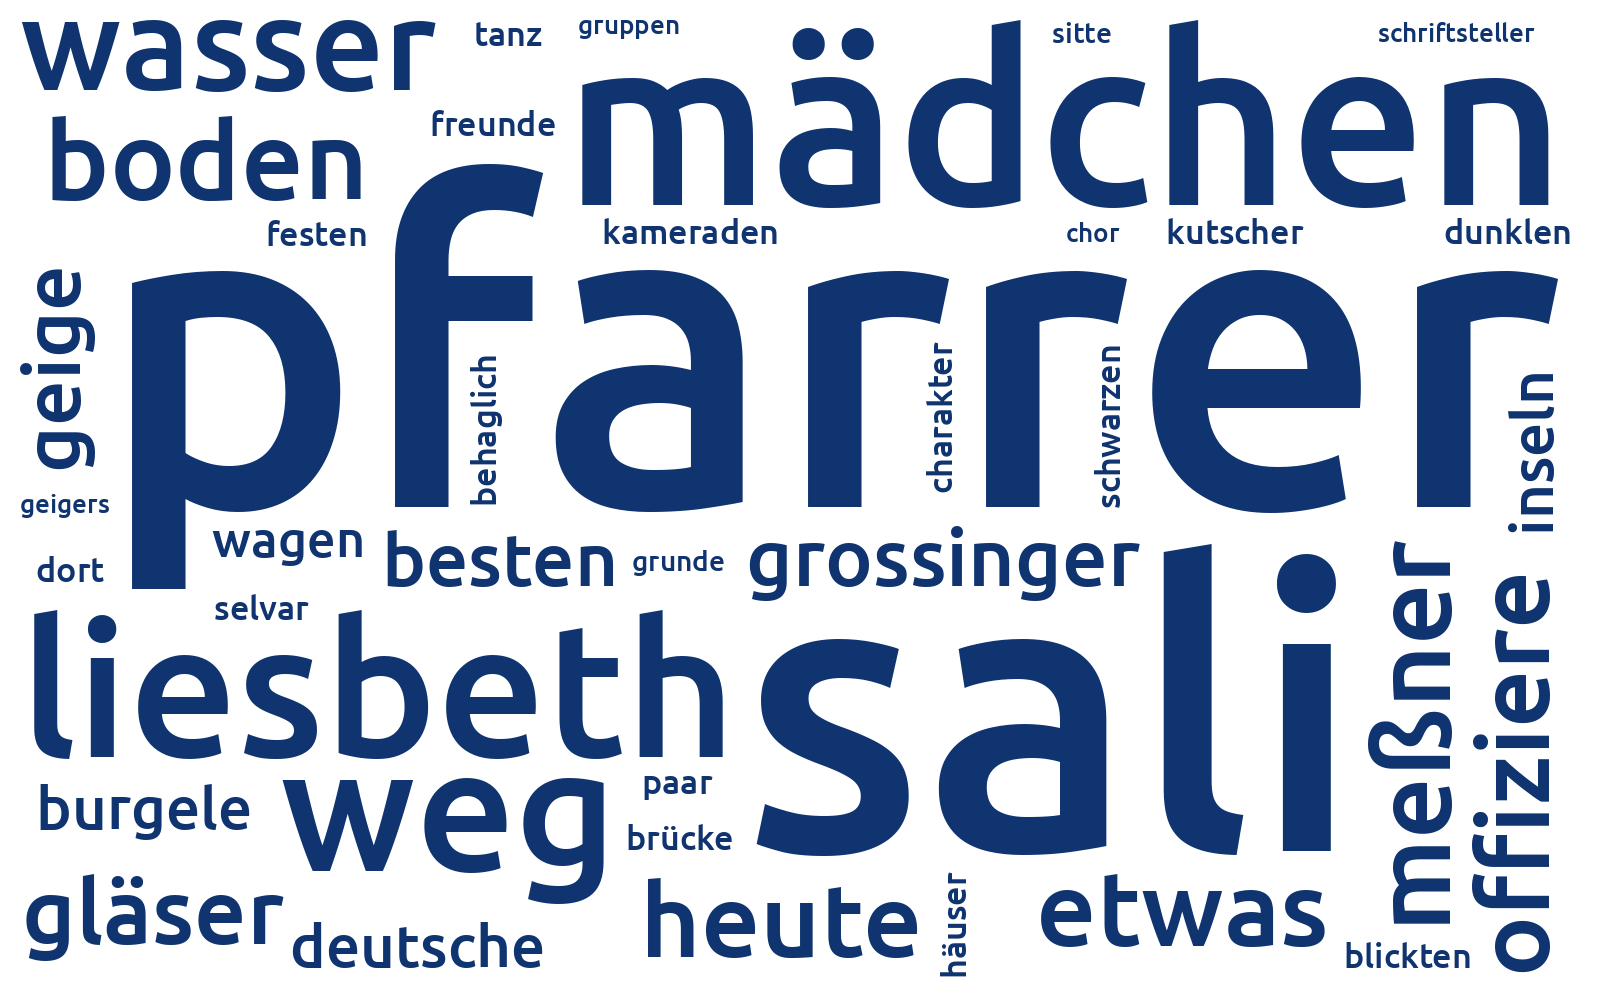 wasser
tanz
gruppen
sitte
schriftsteller
mädchen
freunde
boden
festen
kameraden
chor
kutscher
dunklen
pfarrer
geige
behaglich
charakter
schwarzen
inseln
geigers
wagen
besten
grunde
grossinger
dort
selvar
liesbeth
sali
meßner
offiziere
burgele
weg
paar
brücke
gläser
deutsche
heute
häuser
etwas
blickten